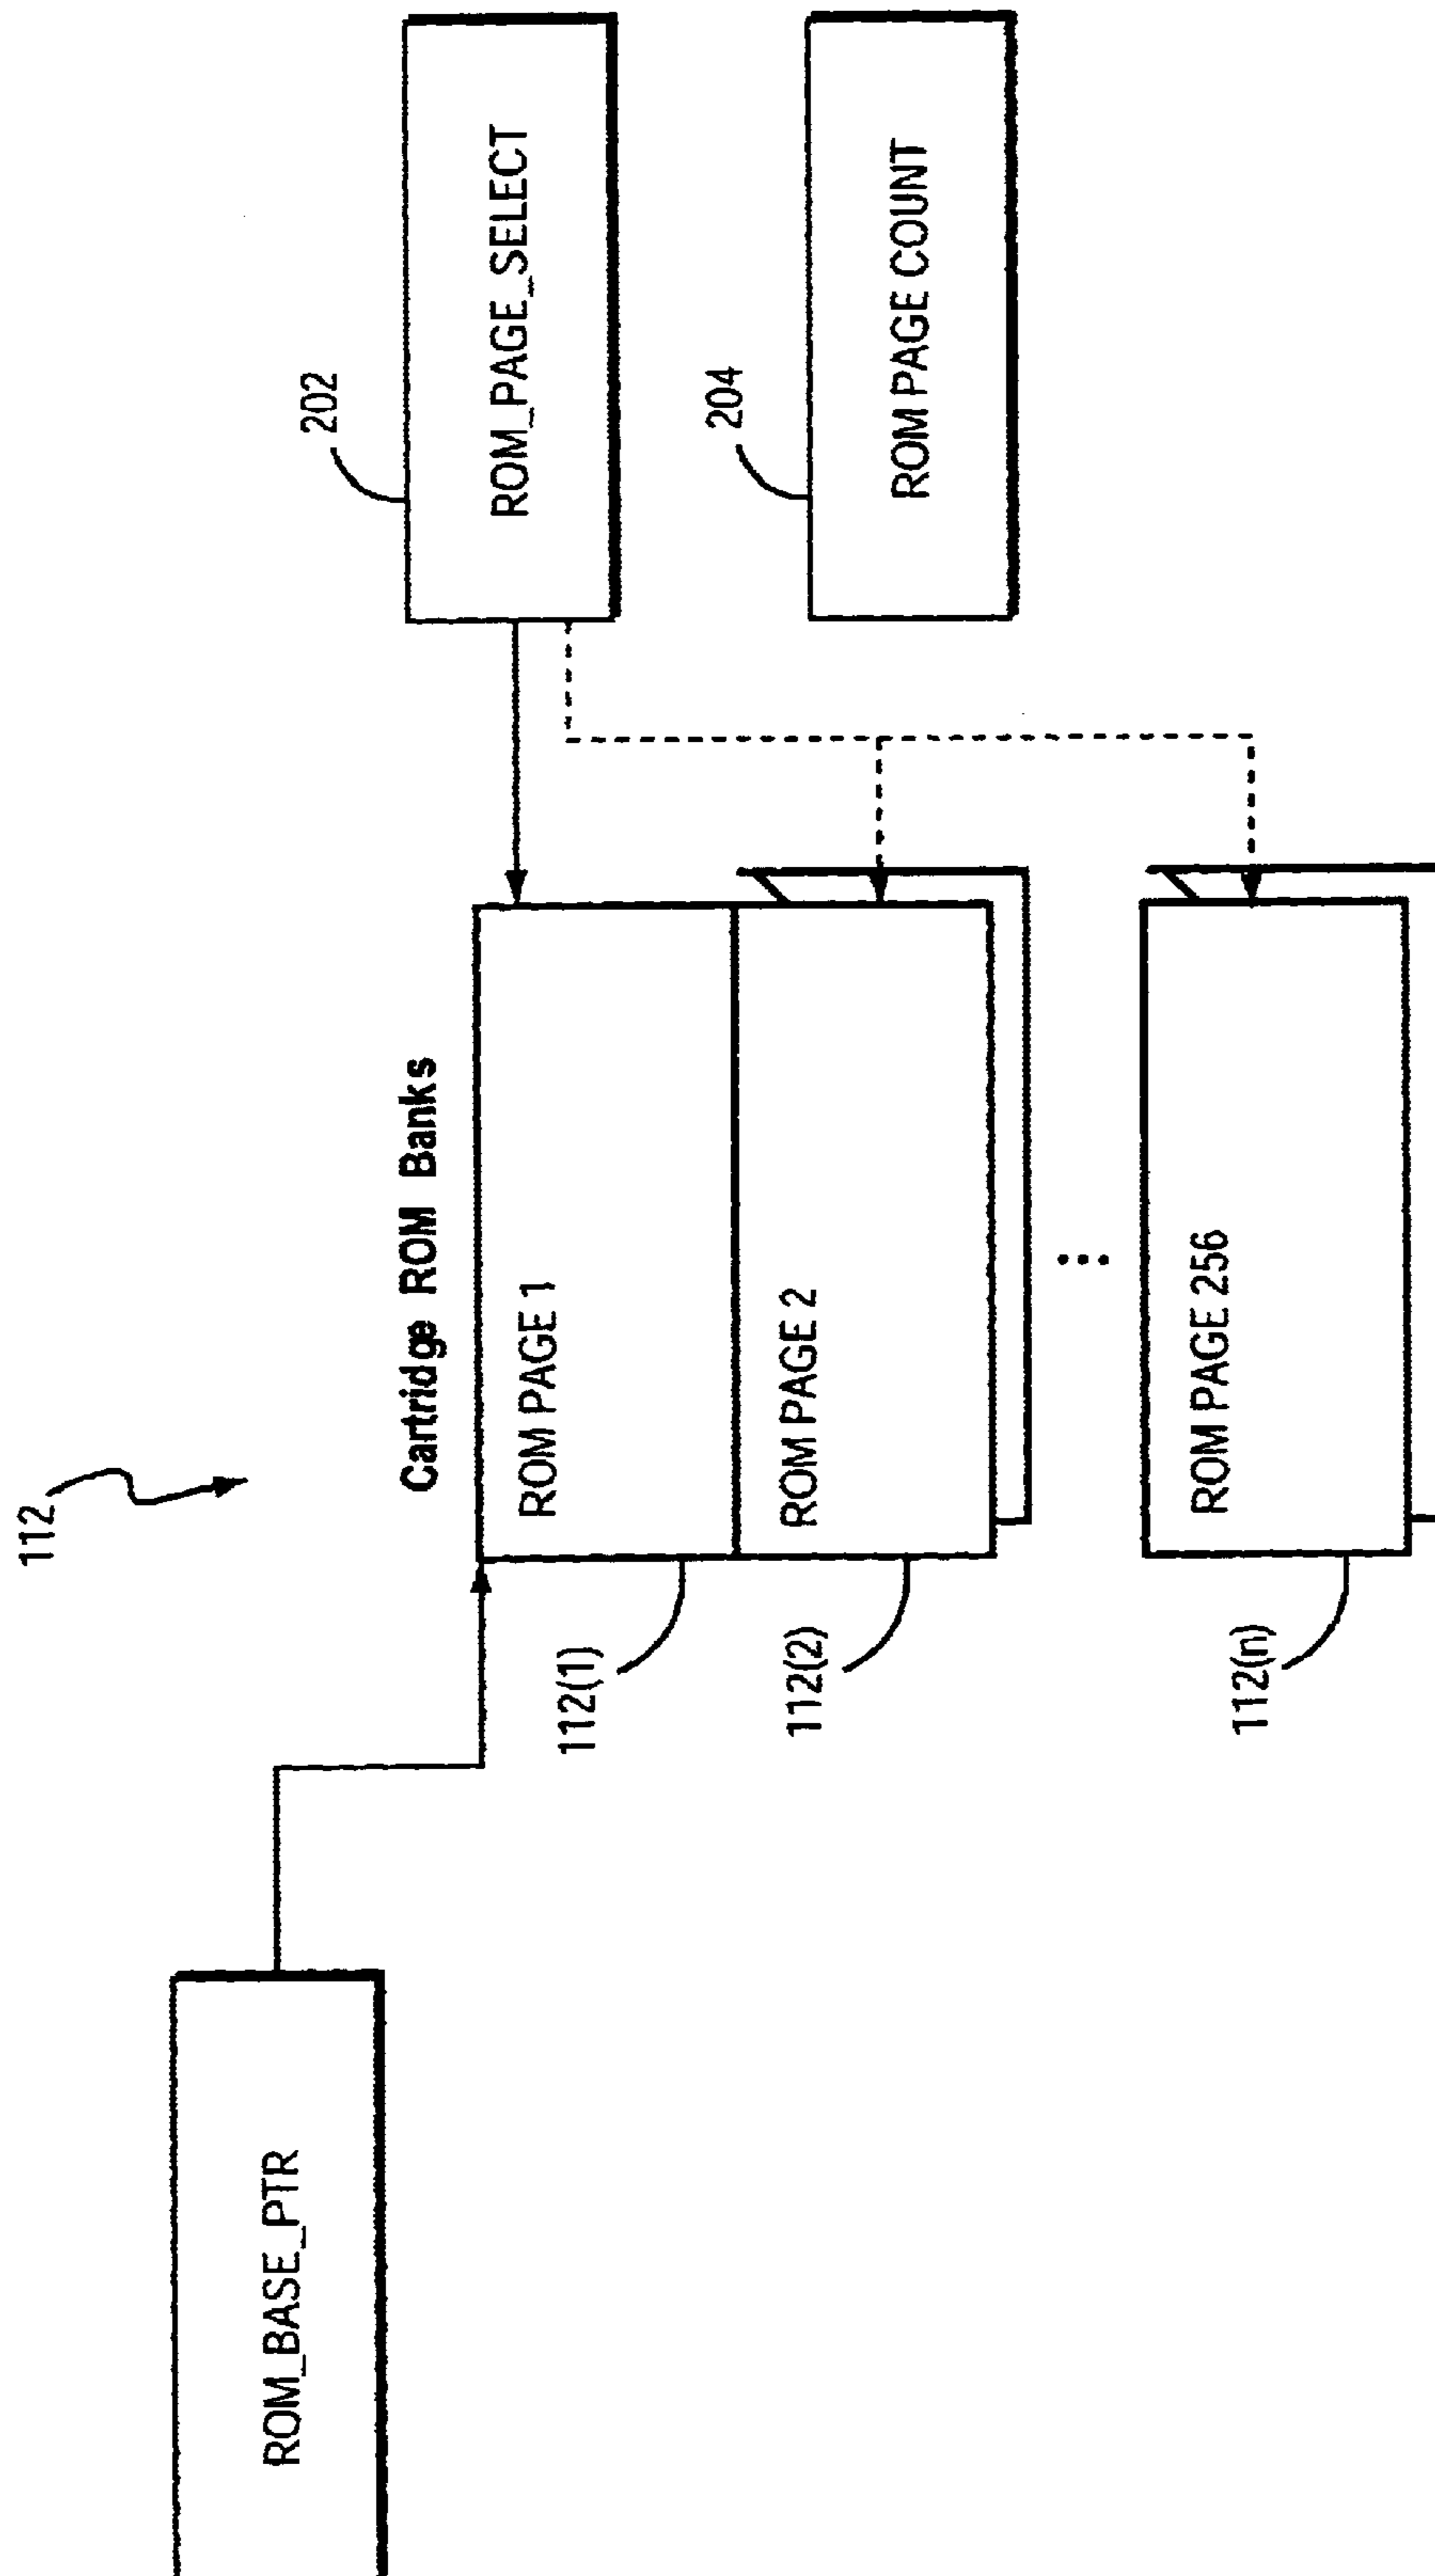 112
Cartridge ROM Banks
ROM_BASE_PTR
ROM PAGE 1
112(1)
ROM PAGE 2
112(2)
ROM PAGE 256
112(n)
202
ROM_PAGE_SELECT
204
ROM PAGE COUNT